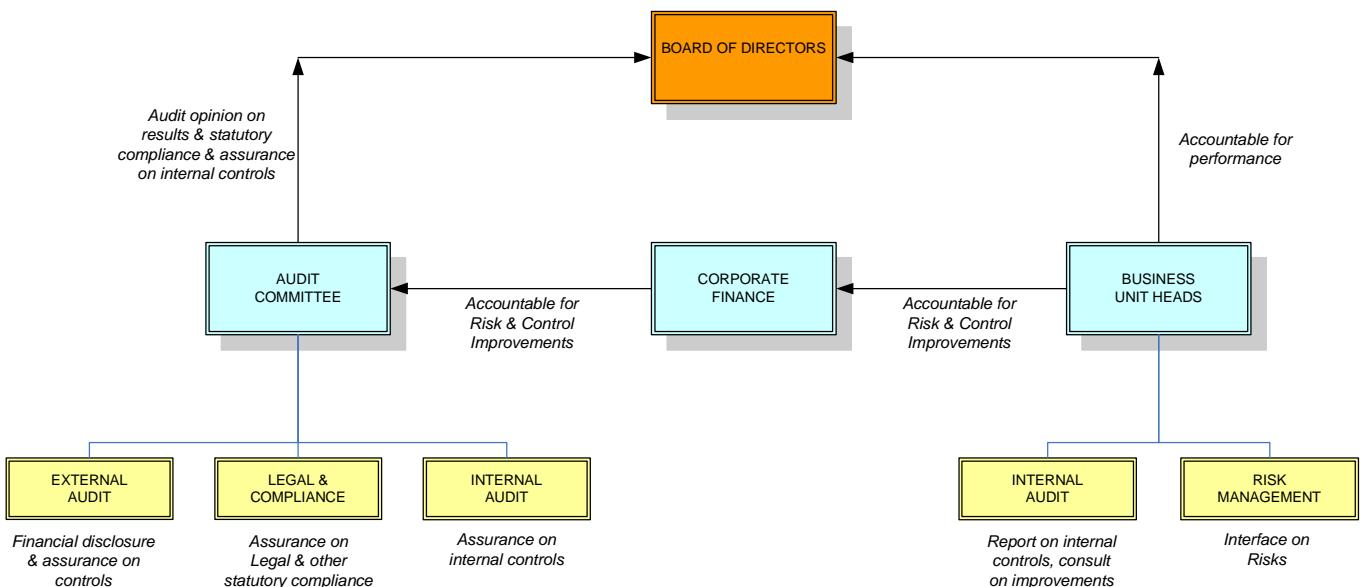 BOARD OF DIRECTORS
Audit opinion on
results & statutory
compliance & assurance
on internal controls
Accountable for
performance
AUDIT
COMMITTEE
CORPORATE
FINANCE
BUSINESS
UNIT HEADS
Accountable for
Risk & Control
Improvements
Accountable for
Risk & Control
Improvements
EXTERNAL
AUDIT
LEGAL &
COMPLIANCE
INTERNAL
AUDIT
INTERNAL
AUDIT
RISK
MANAGEMENT
Financial disclosure
& assurance on
controls
Assurance on
Legal & other
statutory compliance
Assurance on
internal controls
Report on internal
controls, consult
on improvements
Interface on
Risks